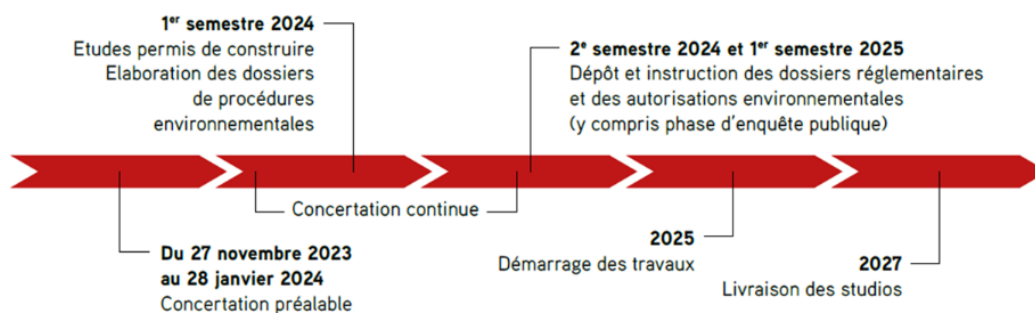 1er semestre 2024
Etudes permis de construire
Elaboration des dossiers
de procédures
environnementales
2e semestre 2024 et 1er semestre 2025
Dépôt et instruction des dossiers réglementaires
et des autorisations environnementales
(y compris phase d'enquête publique)
Concertation continue
Du 27 novembre 2023
au 28 janvier 2024
Concertation préalable
2025
Démarrage des travaux
2027
Livraison des studios